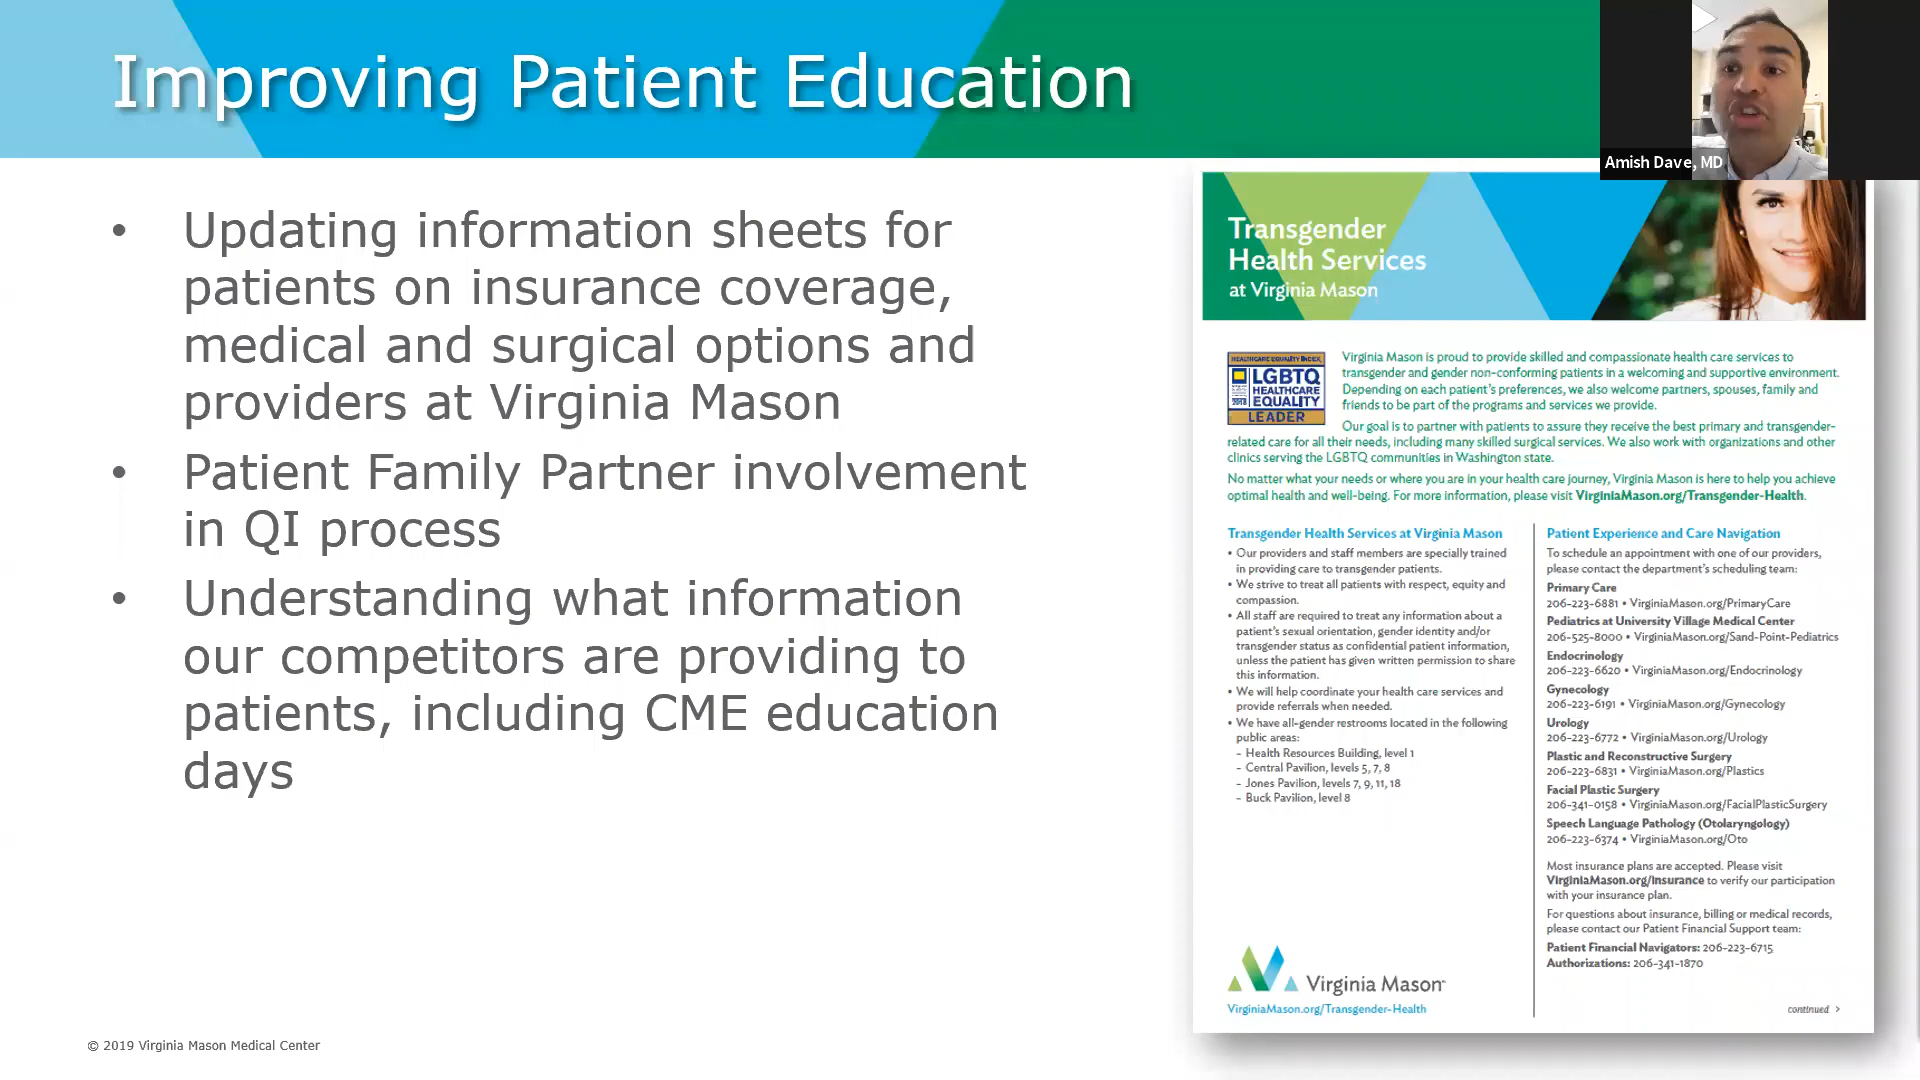 Improving Patient Education
Amish Dave, MD
• Updating information sheets for
patients on insurance coverage,
medical and surgical options and
providers at Virginia Mason
• Patient Family Partner involvement
in QI process
• Understanding what information
our competitors are providing to
patients, including CME education
days
© 2019 Virginia Mason Medical Center
Transgender
Health Services
at Virginia Mason
HEALTHCARE EQUALITY INDEX
LGBTQ
HEALTHCARE
EQUALITY
LEADER
Virginia Mason is proud to provide skilled and compassionate health care services to
transgender and gender non-conforming patients in a welcoming and supportive environment.
Depending on each patient's preferences, we also welcome partners, spouses, family and
friends to be part of the programs and services we provide.
Our goal is to partner with patients to assure they receive the best primary and transgender-
related care for all their needs, including many skilled surgical services. We also work with organizations and other
clinics serving the LGBTQ communities in Washington state.
No matter what your needs or where you are in your health care journey, Virginia Mason is here to help you achieve
optimal health and well-being. For more information, please visit VirginiaMason.org/Transgender-Health.
Transgender Health Services at Virginia Mason
• Our providers and staff members are specially trained
in providing care to transgender patients.
• We strive to treat all patients with respect, equity and
compassion.
• All staff are required to treat any information about a
patient's sexual orientation, gender identity and/or
transgender status as confidential patient information,
unless the patient has given written permission to share
this information.
• We will help coordinate your health care services and
provide referrals when needed.
• We have all-gender restrooms located in the following
public areas:
- Health Resources Building, level 1
- Central Pavilion, levels 5, 7, 8
- Jones Pavilion, levels 7, 9, 11, 18
- Buck Pavilion, level 8
Virginia Mason
VirginiaMason.org/Transgender-Health
Patient Experience and Care Navigation
To schedule an appointment with one of our providers,
please contact the department's scheduling team:
Primary Care
206-223-6881 • VirginiaMason.org/PrimaryCare
Pediatrics at University Village Medical Center
206-525-8000 • VirginiaMason.org/Sand-Point-Pediatrics
Endocrinology
206-223-6620 • VirginiaMason.org/Endocrinology
Gynecology
206-223-6191 • VirginiaMason.org/Gynecology
Urology
206-223-6772 • VirginiaMason.org/Urology
Plastic and Reconstructive Surgery
206-223-6831 • VirginiaMason.org/Plastics
Facial Plastic Surgery
206-341-0158 • VirginiaMason.org/FacialPlasticSurgery
Speech Language Pathology (Otolaryngology)
206-223-6374 • VirginiaMason.org/Oto
Most insurance plans are accepted. Please visit
VirginiaMason.org/Insurance to verify our participation
with your insurance plan.
For questions about insurance, billing or medical records,
please contact our Patient Financial Support team:
Patient Financial Navigators: 206-223-6715
Authorizations: 206-341-1870
continued >